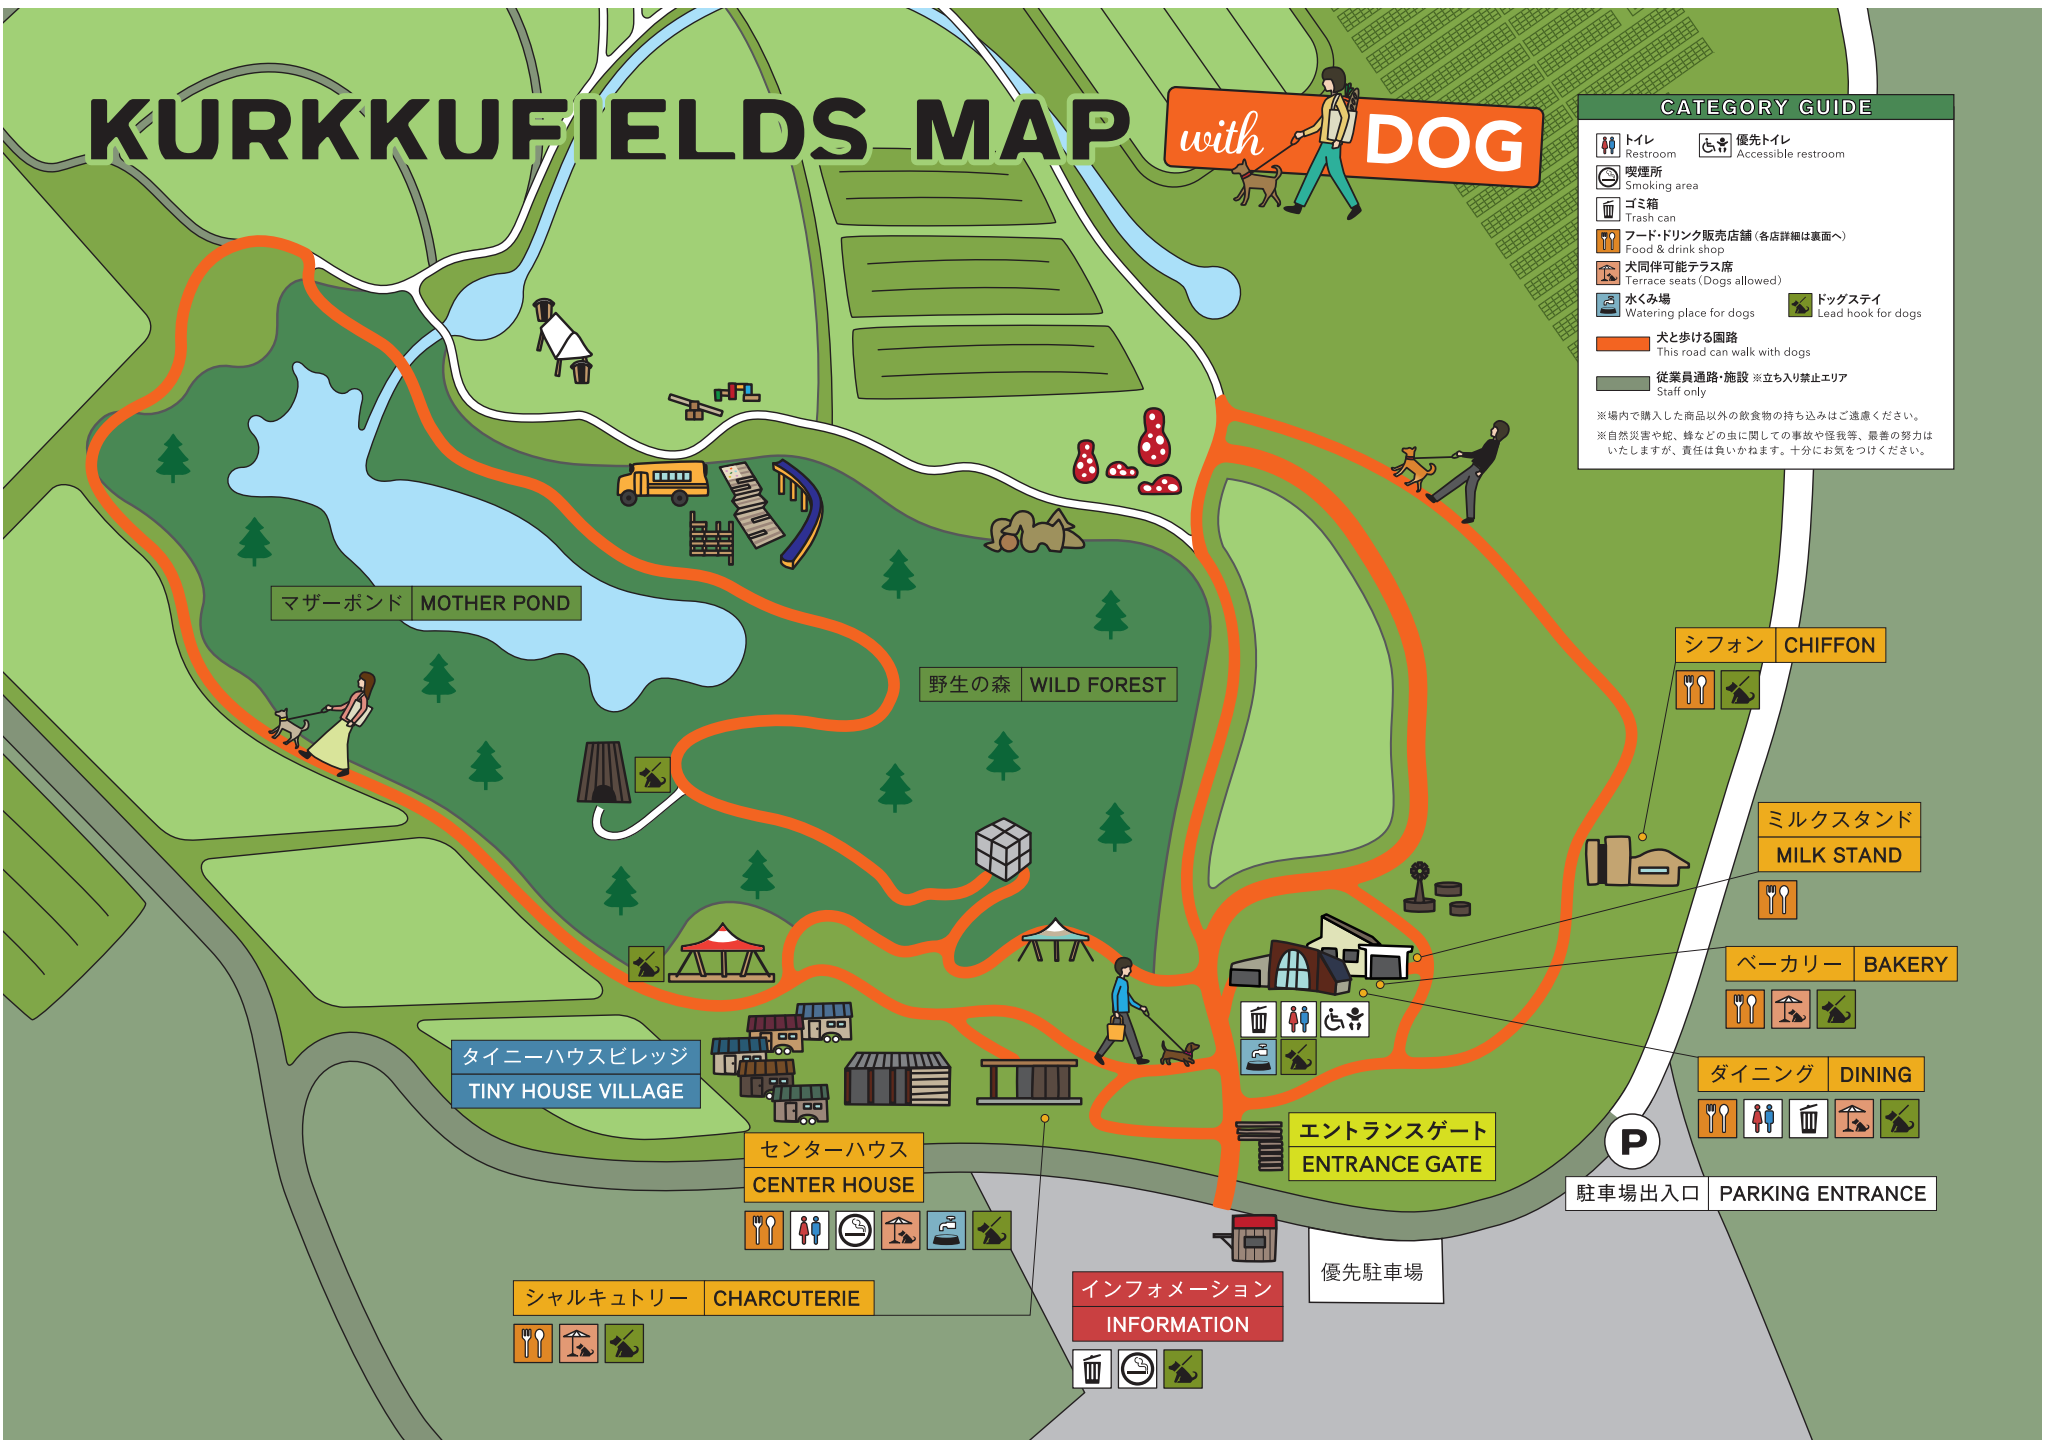 KURKKUFIELDS MAP
with DOG
CATEGORY GUIDE
トイレ
Restroom
優先トイレ
Accessible restroom
喫煙所
Smoking area
ゴミ箱
Trash can
フード・ドリンク販売店舗(各店詳細は裏面へ)
Food & drink shop
犬同伴可能テラス席
Terrace seats(Dogs allowed)
水くみ場
Watering place for dogs
ドッグステイ
Lead hook for dogs
犬と歩ける園路
This road can walk with dogs
従業員通路・施設 ※立ち入り禁止エリア
Staff only
※場内で購入した商品以外の飲食物の持ち込みはご遠慮ください。
※自然災害や蛇、蜂などの虫に関しての事故や怪我等、最善の努力は
いたしますが、責任は負いかねます。十分にお気をつけください。
マザーポンド MOTHER POND
野生の森 WILD FOREST
シフォン CHIFFON
ミルクスタンド
MILK STAND
ベーカリー BAKERY
ダイニング DINING
タイニーハウスビレッジ
TINY HOUSE VILLAGE
エントランスゲート
ENTRANCE GATE
P
駐車場出入口 PARKING ENTRANCE
センターハウス
CENTER HOUSE
シャルキュトリー CHARCUTERIE
インフォメーション
INFORMATION
優先駐車場